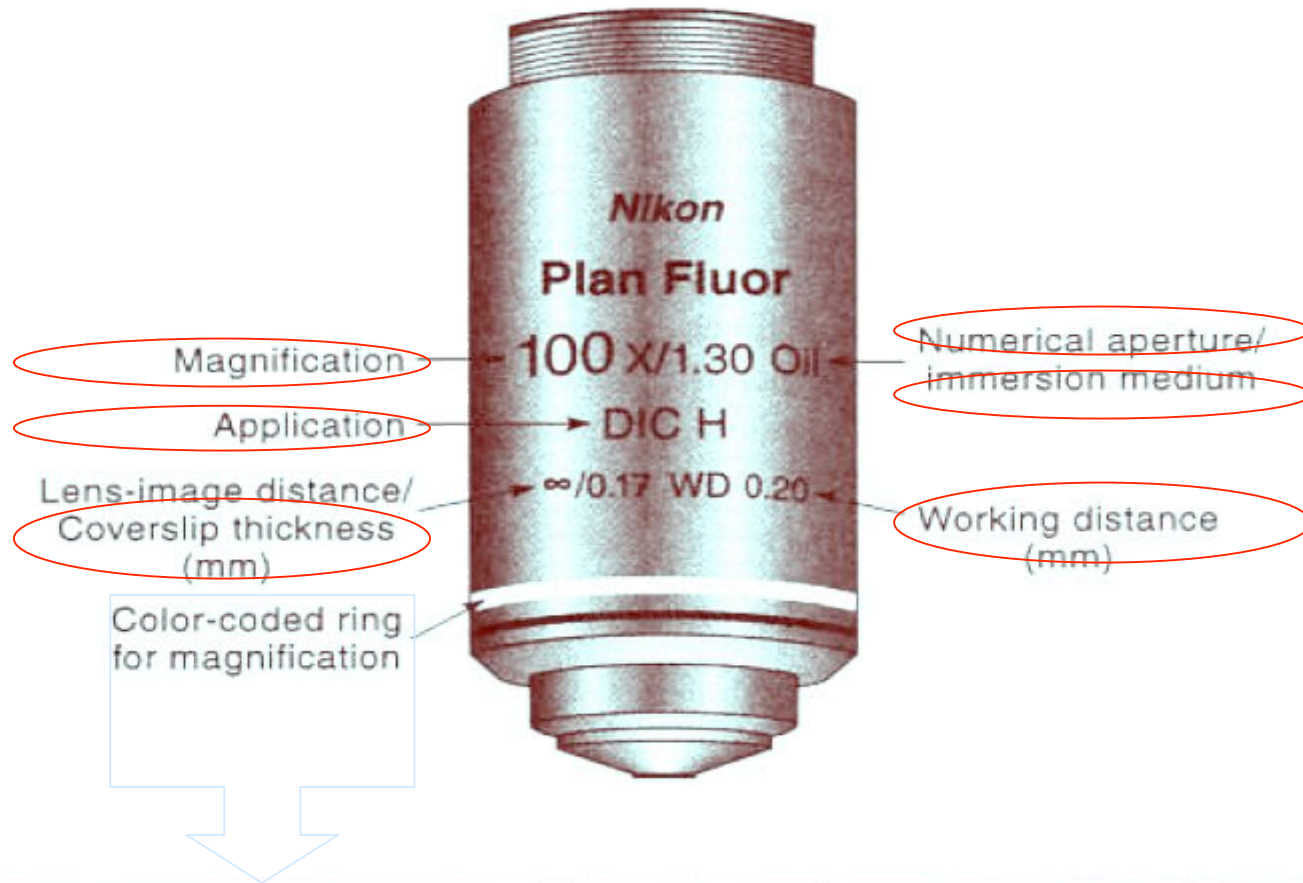 Nikon
Plan Fluor
Magnification
100 X/1.30 Oil
Numerical aperture/
immersion medium
Application
DIC H
Lens-image distance/
Coverslip thickness
(mm)
∞/0.17 WD 0.20
Working distance
(mm)
Color-coded ring
for magnification